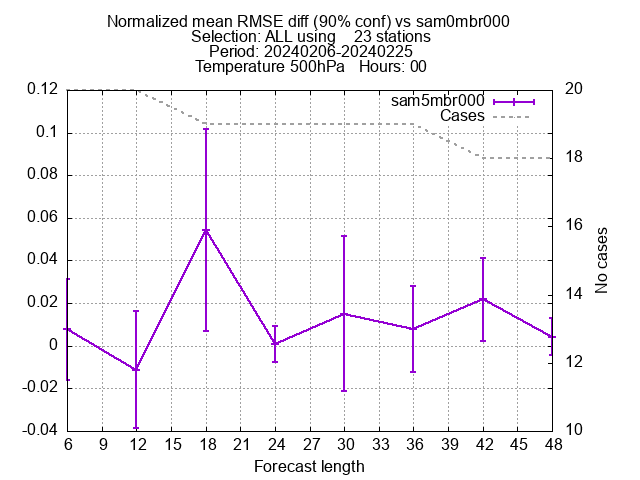 Normalized mean RMSE diff (90% conf) vs sam0mbr000
Selection: ALL using    23 stations
Period: 20240206-20240225
Temperature 500hPa   Hours: 00
sam5mbr000
Cases
0.12
0.1
0.08
0.06
0.04
0.02
0
-0.02
-0.04
20
18
16
14
12
10
No cases
6 9 12 15 18 21 24 27 30 33 36 39 42 45 48
Forecast length